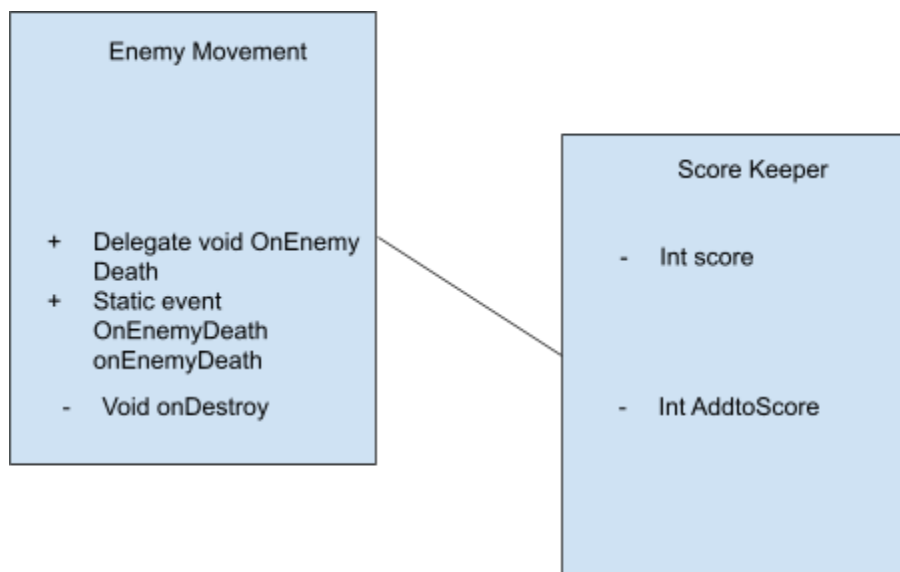 Enemy Movement
+ Delegate void OnEnemy
Death
+ Static event
OnEnemyDeath
onEnemyDeath
- Void onDestroy
Score Keeper
- Int score
- Int AddtoScore